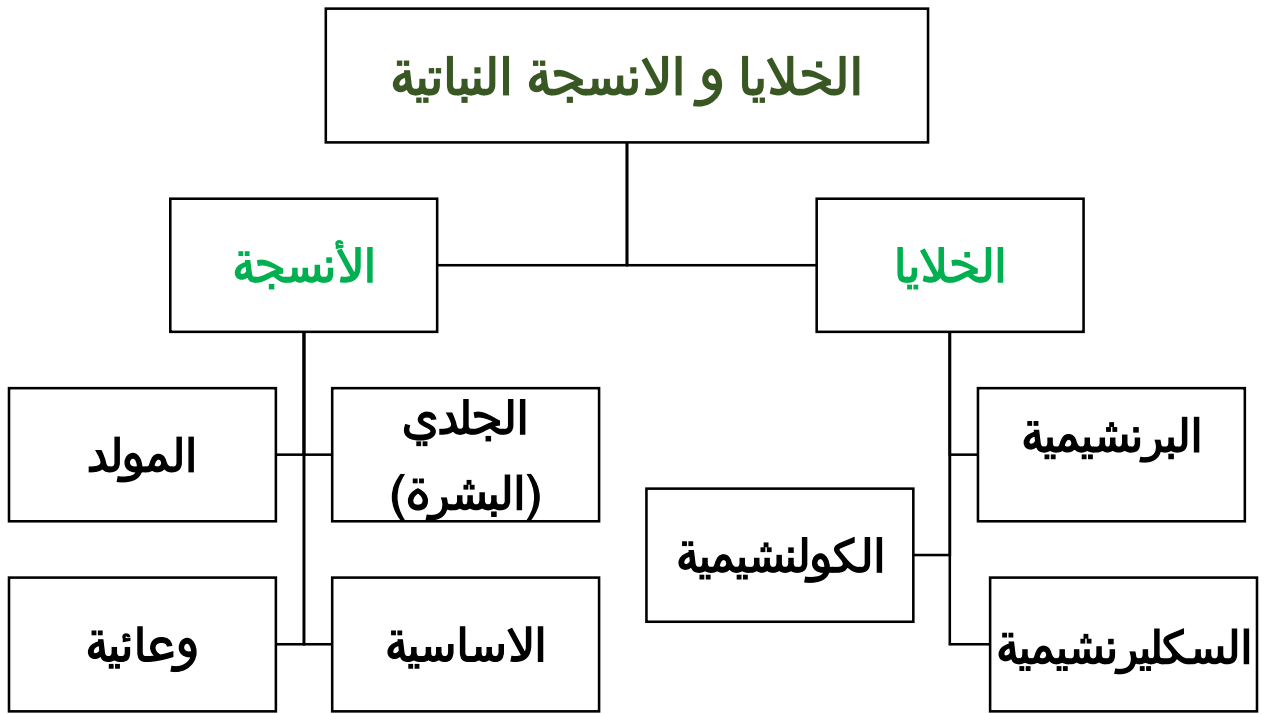 الخلايا و الانسجة النباتية
الخلايا
الأنسجة
البرنشيمية
الكولنشيمية
السكليرنشيمية
الجلدي
(البشرة)
المولد
الاساسية
وعائية